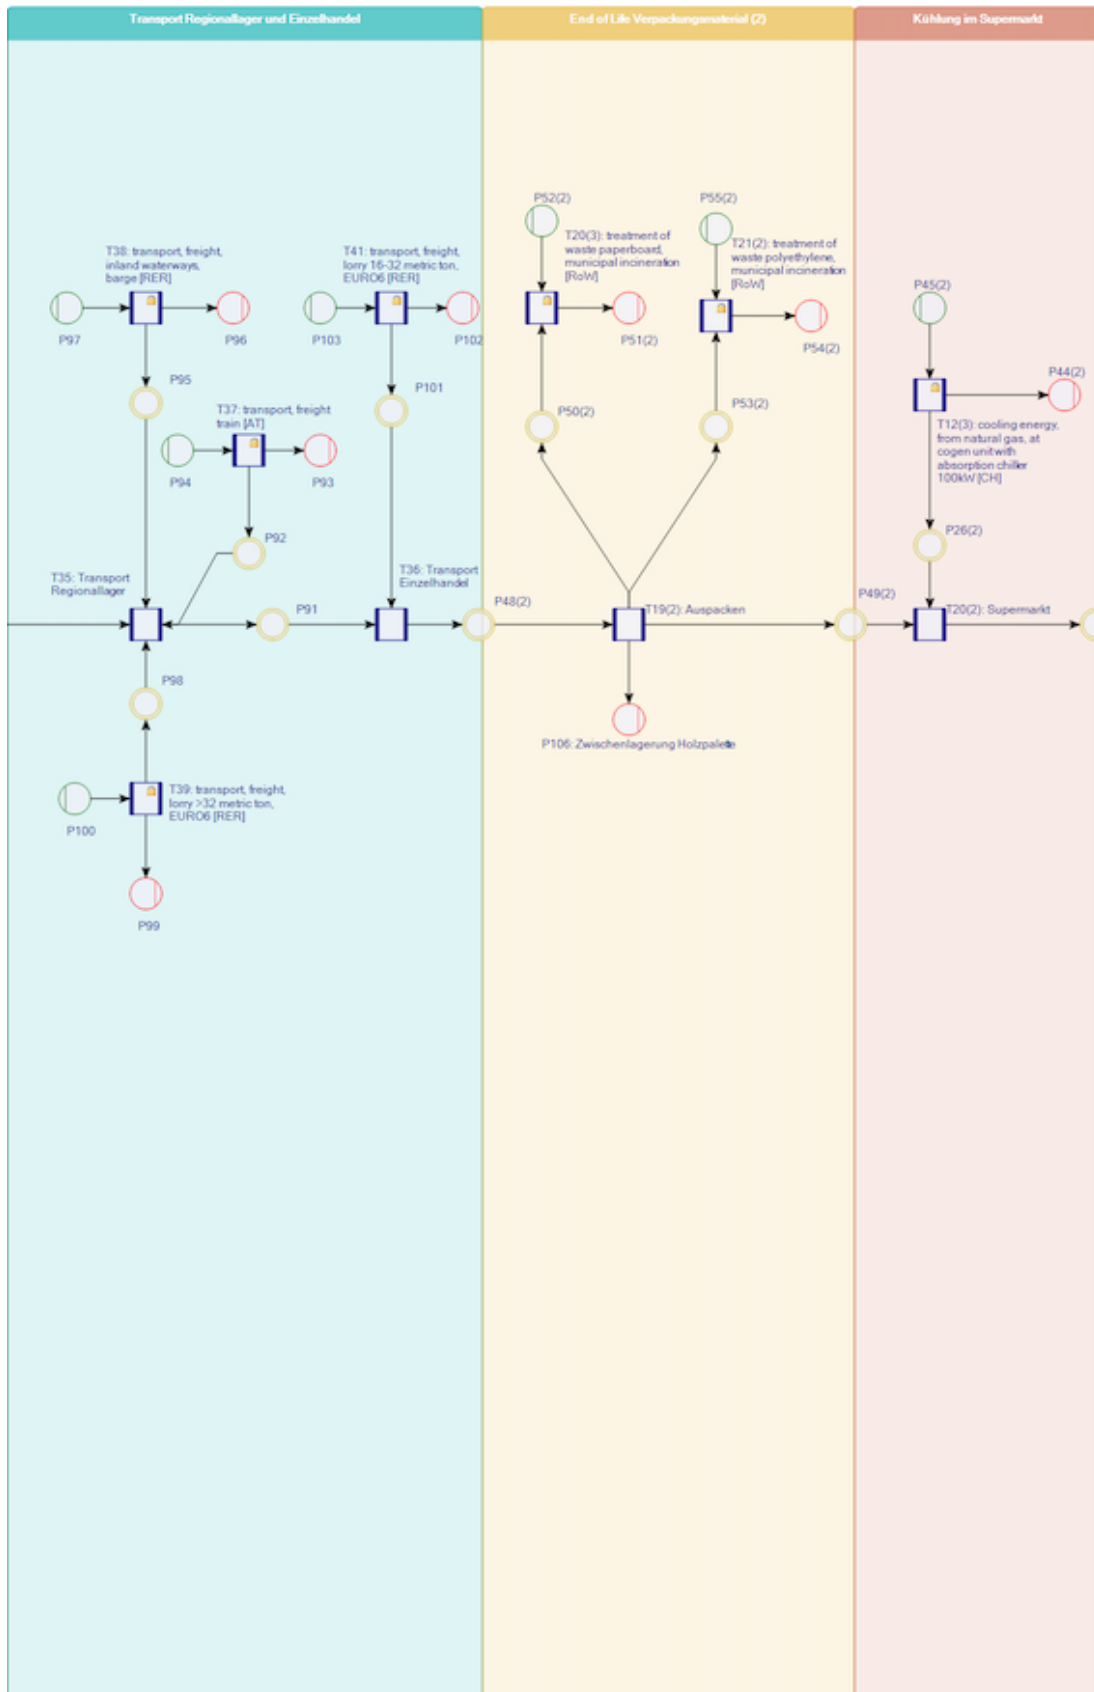 Transport Regionallager und Einzelhandel
End of Life Verpackungsmaterial (2)
Kühlung im Supermarkt
T38: transport, freight,
inland waterways,
barge [RER]
P97
P96
P95
T41: transport, freight,
lorry 16-32 metric ton,
EURO6 [RER]
P103
P102
P101
T37: transport, freight
train [AT]
P94
P93
P92
T35: Transport
Regionallager
P91
T36: Transport
Einzelhandel
P98
T39: transport, freight,
lorry >32 metric ton,
EURO6 [RER]
P100
P99
P48(2)
P52(2)
T20(3): treatment of
waste paperboard,
municipal incineration
[RoW]
P51(2)
P50(2)
P55(2)
T21(2): treatment of
waste polyethylene,
municipal incineration
[RoW]
P54(2)
P53(2)
T19(2): Auspacken
P106: Zwischenlagerung Holzpalette
P49(2)
P45(2)
P44(2)
T12(3): cooling energy,
from natural gas, at
cogen unit with
absorption chiller
100kW [CH]
P26(2)
T20(2): Supermarkt